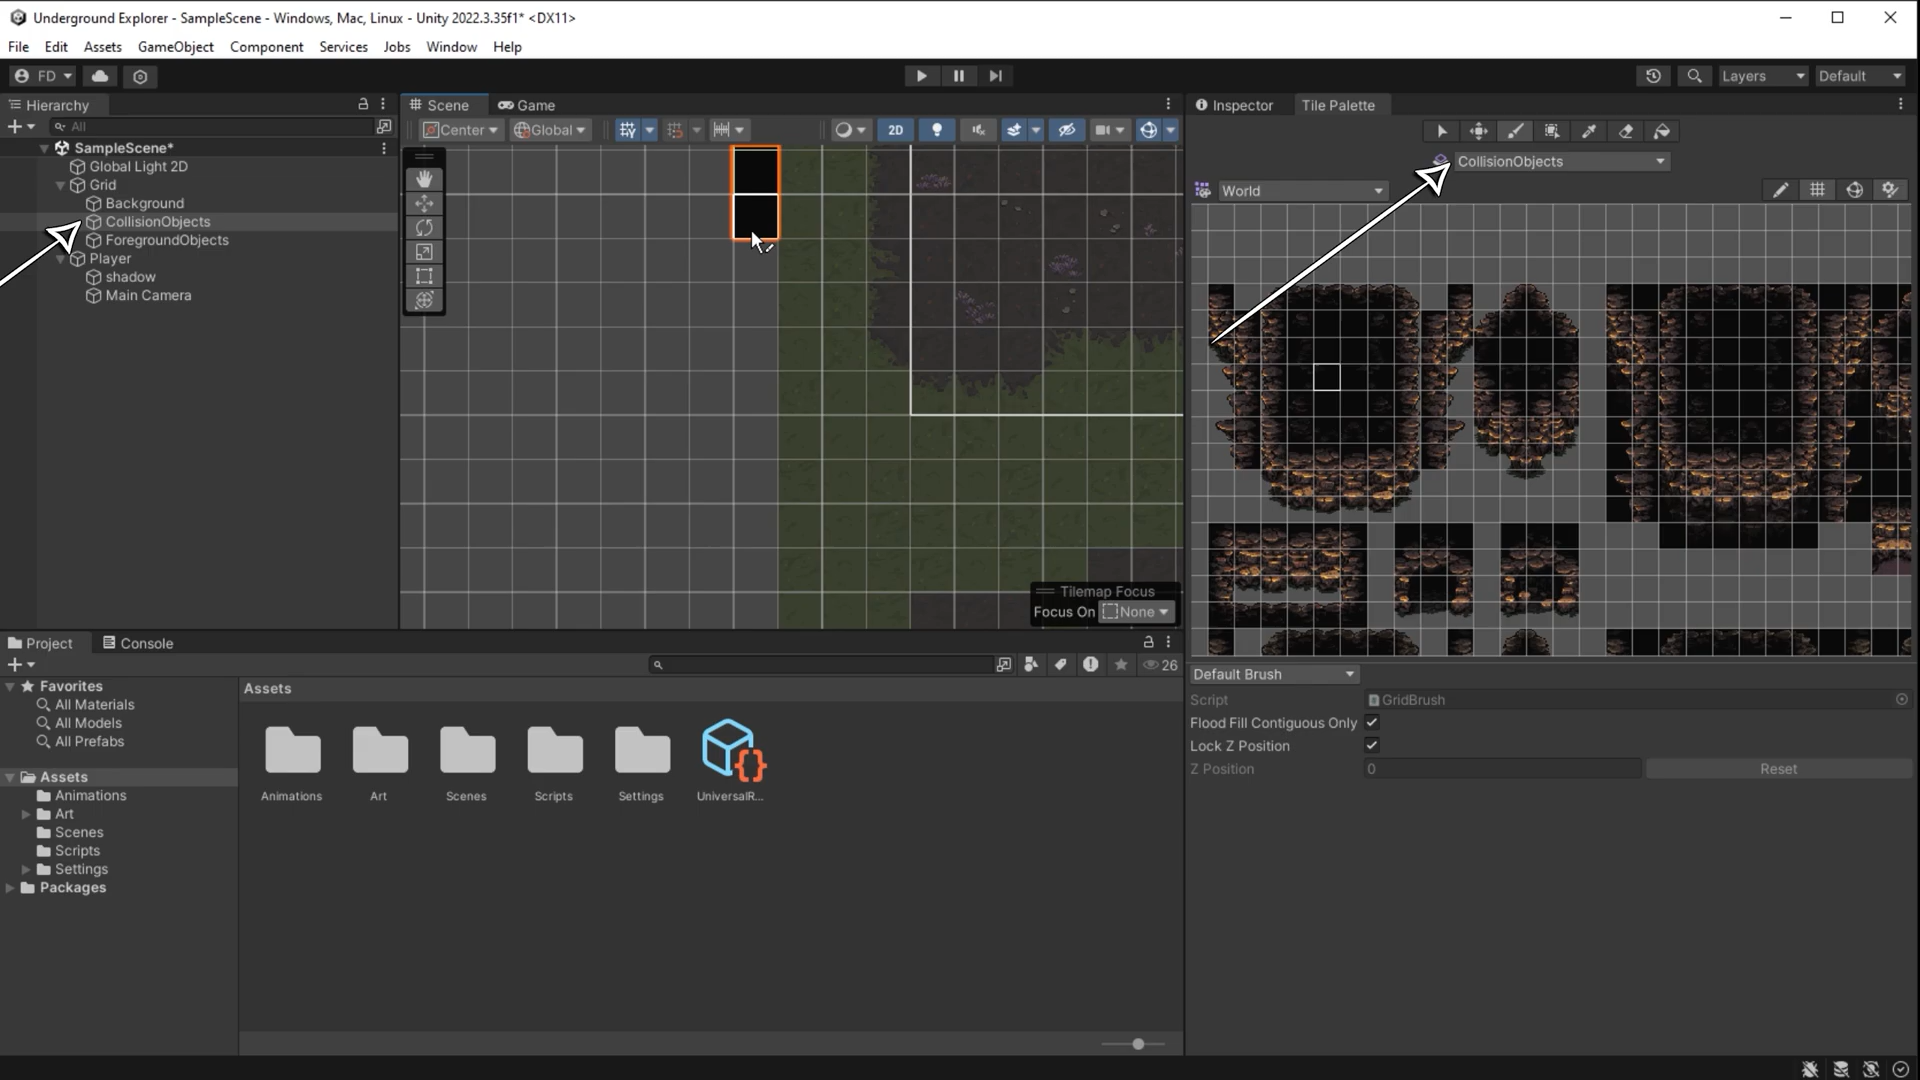 Underground Explorer - SampleScene - Windows, Mac, Linux - Unity 2022.3.35f1* <DX11>
File Edit Assets GameObject Component Services Jobs Window Help
FD
Layers
Default
Hierarchy
All
SampleScene*
Global Light 2D
Grid
Background
CollisionObjects
ForegroundObjects
Player
shadow
Main Camera
Scene
Game
Center
Global
2D
Tilemap Focus
Focus On None
Inspector
Tile Palette
CollisionObjects
World
Default Brush
Script GridBrush
Flood Fill Contiguous Only
Lock Z Position
Z Position 0 Reset
Project
Console
26
Favorites
All Materials
All Models
All Prefabs
Assets
Animations
Art
Scenes
Scripts
Settings
Packages
Assets
Animations
Art
Scenes
Scripts
Settings
UniversalR...